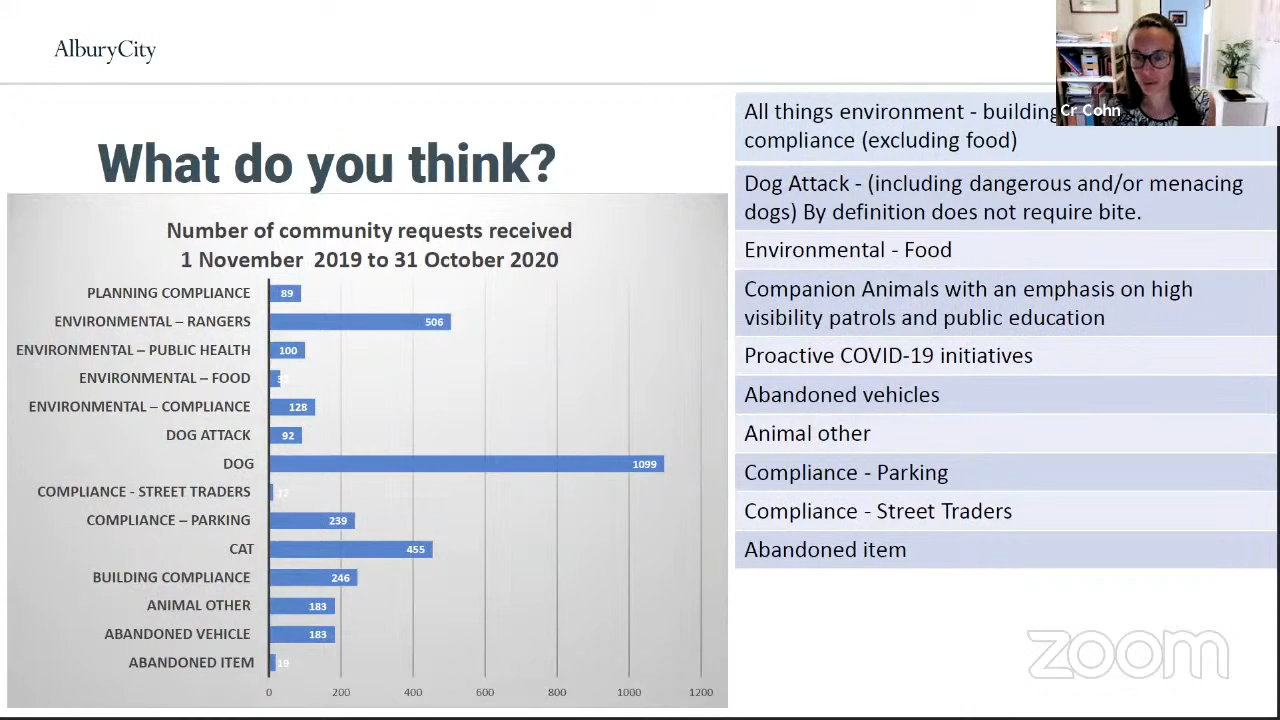 AlburyCity
Cr Cohn
What do you think?
Number of community requests received
1 November 2019 to 31 October 2020
PLANNING COMPLIANCE 89
ENVIRONMENTAL – RANGERS 506
ENVIRONMENTAL – PUBLIC HEALTH 100
ENVIRONMENTAL – FOOD
ENVIRONMENTAL – COMPLIANCE 128
DOG ATTACK 92
DOG 1099
COMPLIANCE - STREET TRADERS
COMPLIANCE – PARKING 239
CAT 455
BUILDING COMPLIANCE 246
ANIMAL OTHER 183
ABANDONED VEHICLE 183
ABANDONED ITEM 19
0 200 400 600 800 1000 1200
All things environment - building
compliance (excluding food)
Dog Attack - (including dangerous and/or menacing
dogs) By definition does not require bite.
Environmental - Food
Companion Animals with an emphasis on high
visibility patrols and public education
Proactive COVID-19 initiatives
Abandoned vehicles
Animal other
Compliance - Parking
Compliance - Street Traders
Abandoned item
zoom